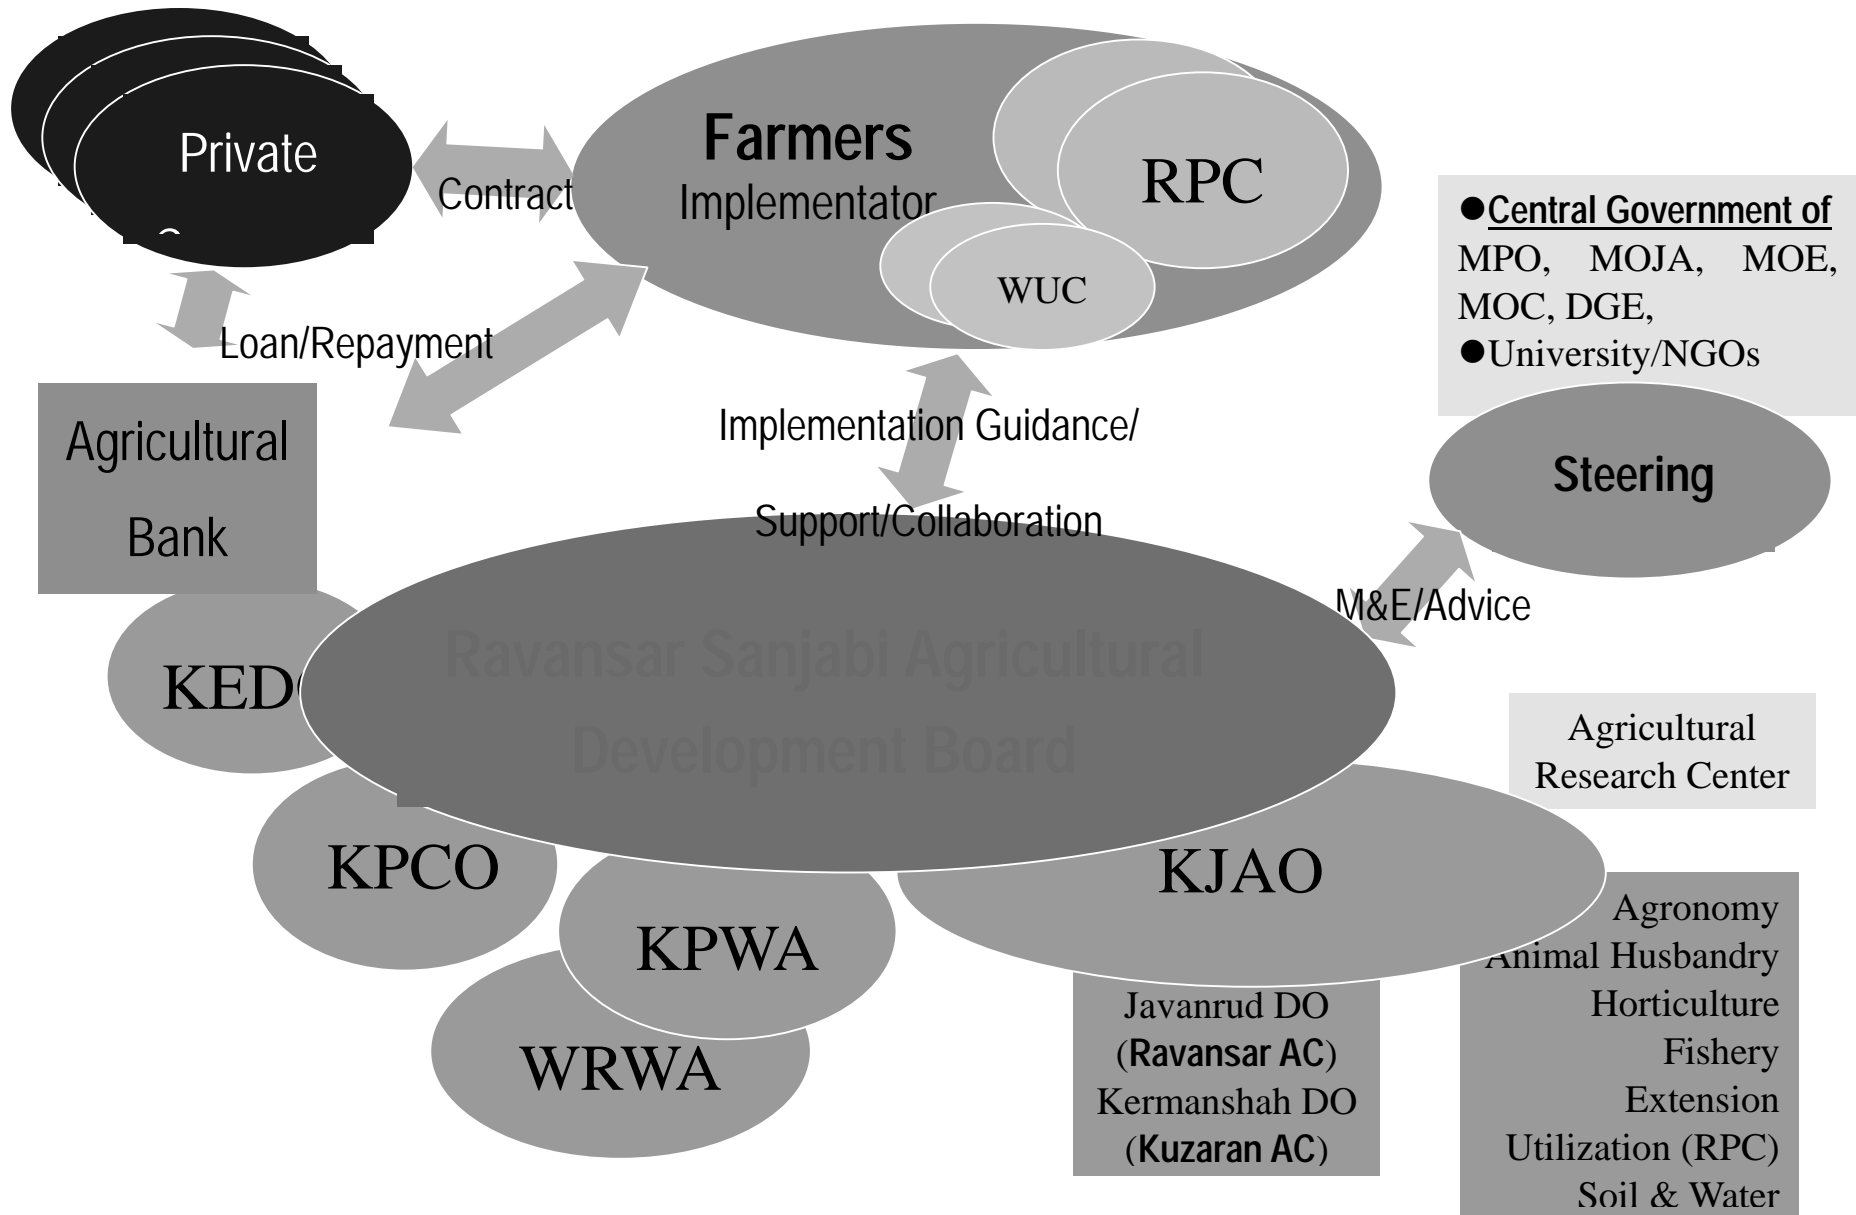 Private
Contract
Farmers
Implementator
RPC
WUC
●Central Government of
MPO, MOJA, MOE,
MOC, DGE,
●University/NGOs
Steering
Loan/Repayment
Agricultural
Bank
Implementation Guidance/
Support/Collaboration
M&E/Advice
Ravansar Sanjabi Agricultural
Development Board
KPCO
KPWA
WRWA
KJAO
Agricultural
Research Center
Javanrud DO
(Ravansar AC)
Kermanshah DO
(Kuzaran AC)
Agronomy
Animal Husbandry
Horticulture
Fishery
Extension
Utilization (RPC)
Soil & Water